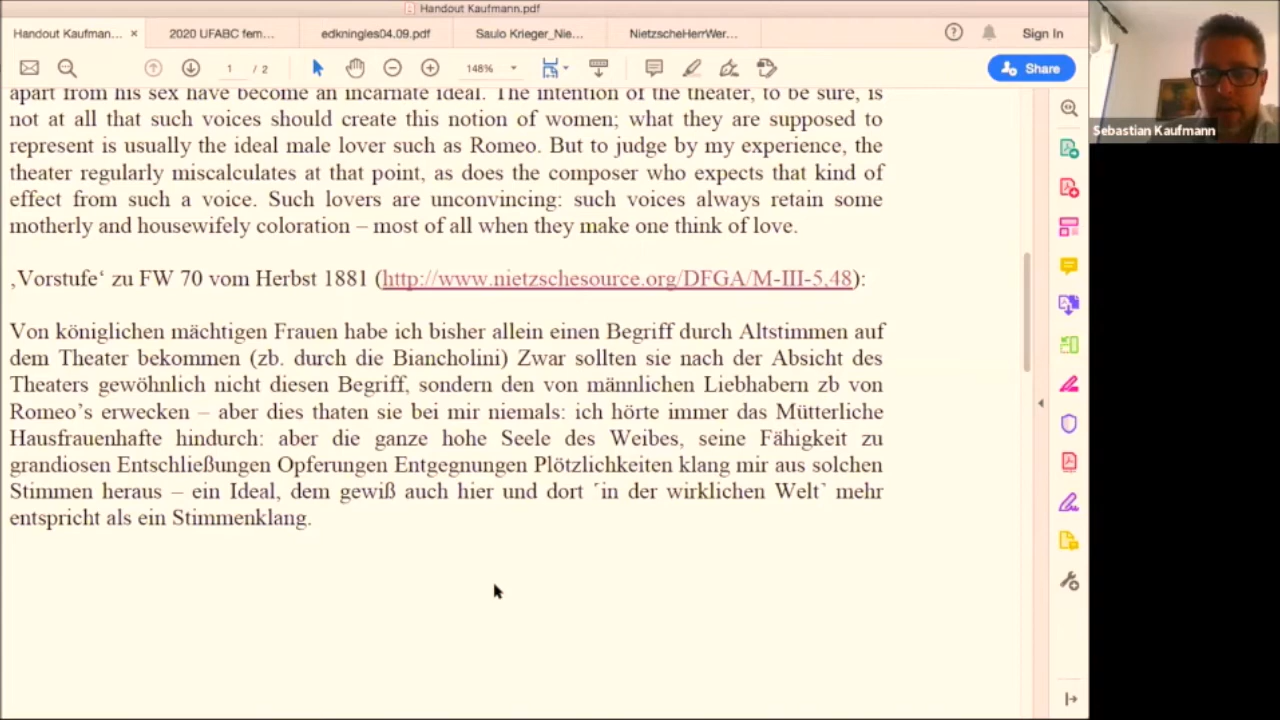 Handout Kaufmann.pdf
Handout Kaufman... × 2020 UFABC fem... edkningles04.09.pdf Saulo Krieger_Nie... NietzscheHerrWer... Sign In
1 / 2 148% Share
apart from his sex have become an incarnate ideal. The intention of the theater, to be sure, is
not at all that such voices should create this notion of women; what they are supposed to
represent is usually the ideal male lover such as Romeo. But to judge by my experience, the
theater regularly miscalculates at that point, as does the composer who expects that kind of
effect from such a voice. Such lovers are unconvincing: such voices always retain some
motherly and housewifely coloration – most of all when they make one think of love.
‚Vorstufe‘ zu FW 70 vom Herbst 1881 (http://www.nietzschesource.org/DFGA/M-III-5,48):
Von königlichen mächtigen Frauen habe ich bisher allein einen Begriff durch Altstimmen auf
dem Theater bekommen (zb. durch die Biancholini) Zwar sollten sie nach der Absicht des
Theaters gewöhnlich nicht diesen Begriff, sondern den von männlichen Liebhabern zb von
Romeo’s erwecken – aber dies thaten sie bei mir niemals: ich hörte immer das Mütterliche
Hausfrauenhafte hindurch: aber die ganze hohe Seele des Weibes, seine Fähigkeit zu
grandiosen Entschließungen Opferungen Entgegnungen Plötzlichkeiten klang mir aus solchen
Stimmen heraus – ein Ideal, dem gewiß auch hier und dort ´in der wirklichen Welt` mehr
entspricht als ein Stimmenklang.
Sebastian Kaufmann